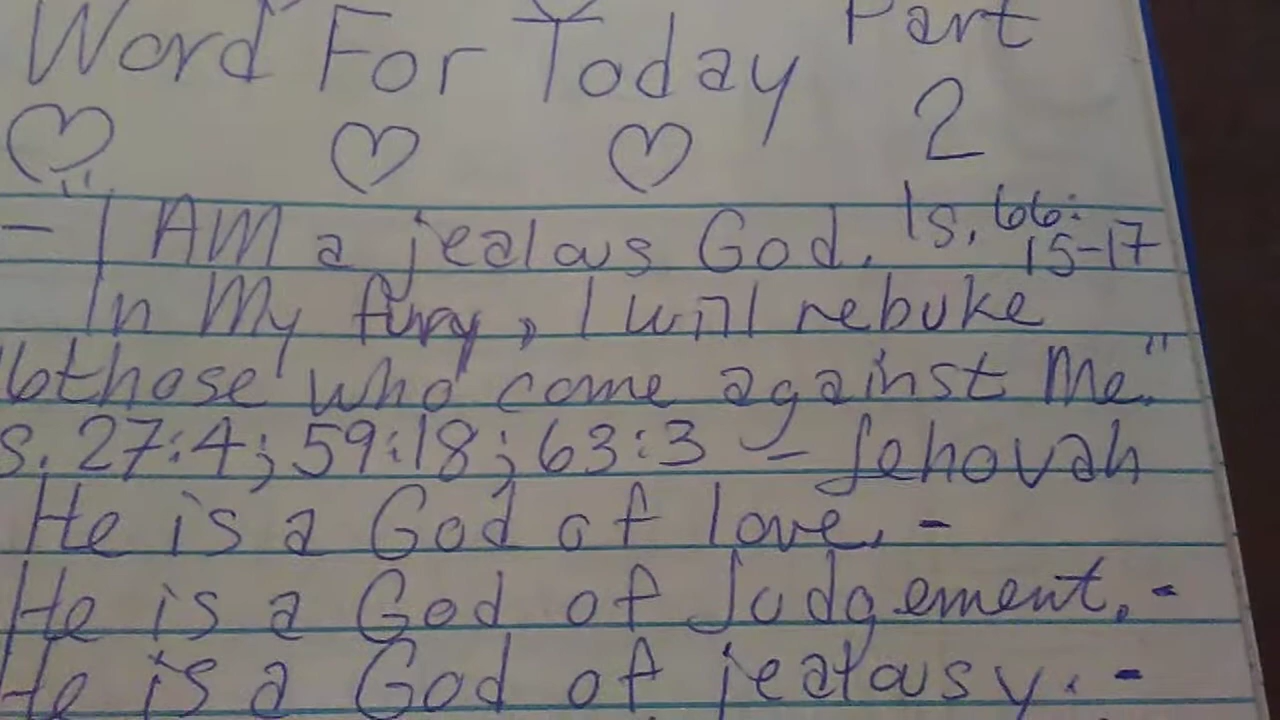 Word For Today Part 2
"I AM a jealous God. Is. 66:15-17
In My fury, I will rebuke
those who come against Me."
s. 27:4; 59:18; 63:3 - Jehovah
He is a God of love. -
He is a God of Judgement. -
He is a God of jealousy. -